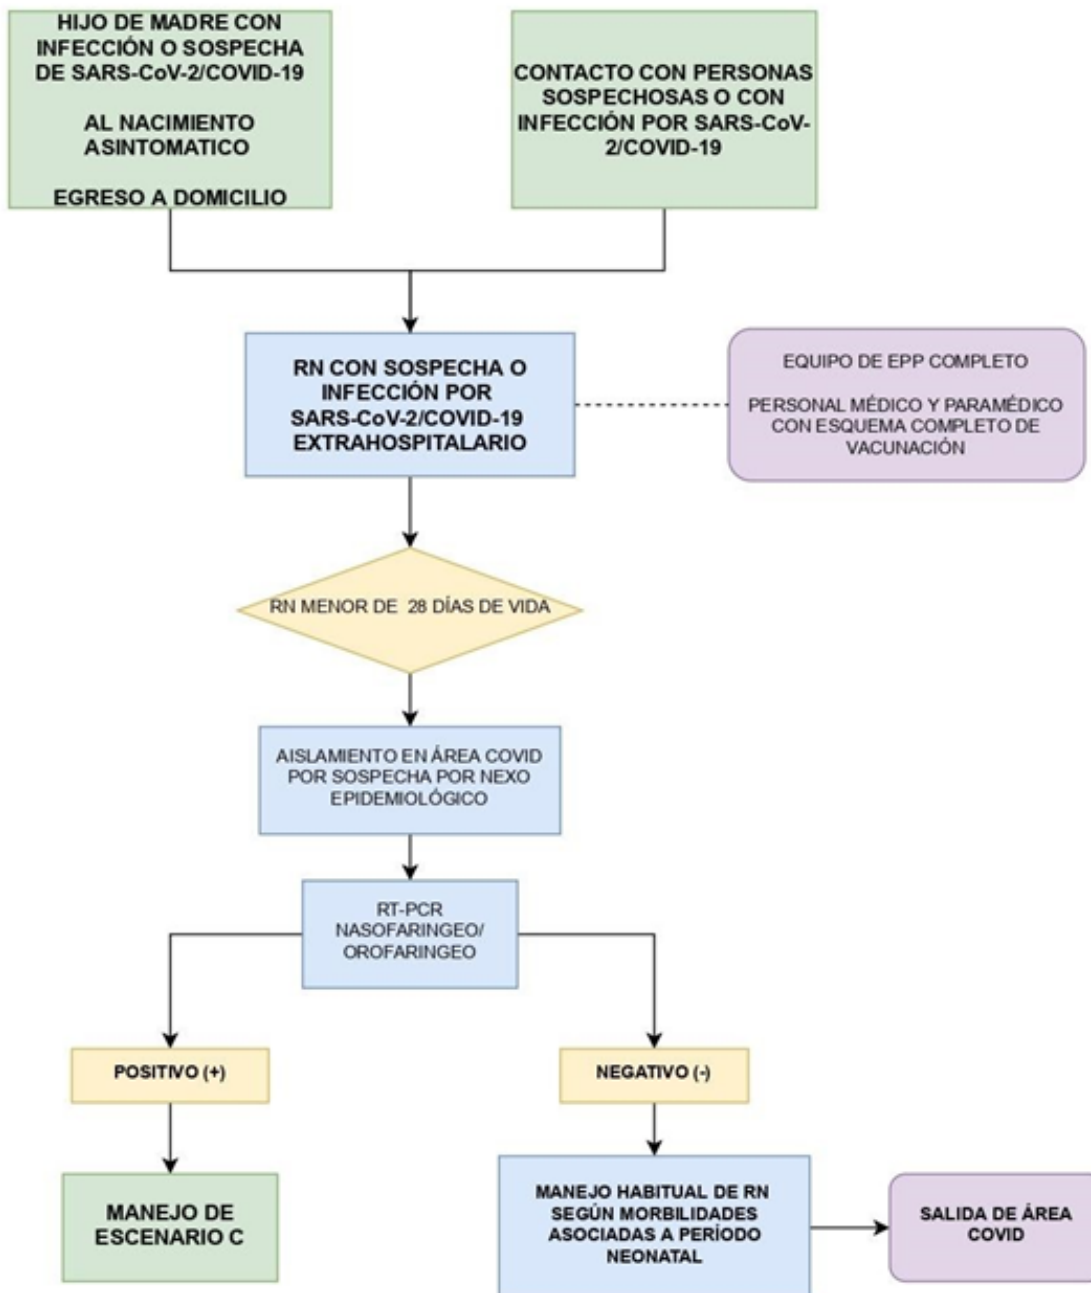 HIJO DE MADRE CON
INFECCIÓN O SOSPECHA
DE SARS-CoV-2/COVID-19
AL NACIMIENTO
ASINTOMATICO
EGRESO A DOMICILIO
CONTACTO CON PERSONAS
SOSPECHOSAS O CON
INFECCIÓN POR SARS-CoV-
2/COVID-19
RN CON SOSPECHA O
INFECCIÓN POR
SARS-CoV-2/COVID-19
EXTRAHOSPITALARIO
EQUIPO DE EPP COMPLETO
PERSONAL MÉDICO Y PARAMÉDICO
CON ESQUEMA COMPLETO DE
VACUNACIÓN
RN MENOR DE 28 DÍAS DE VIDA
AISLAMIENTO EN ÁREA COVID
POR SOSPECHA POR NEXO
EPIDEMIOLÓGICO
RT-PCR
NASOFARINGEO/
OROFARINGEO
POSITIVO (+)
NEGATIVO (-)
MANEJO DE
ESCENARIO C
MANEJO HABITUAL DE RN
SEGÚN MORBILIDADES
ASOCIADAS A PERÍODO
NEONATAL
SALIDA DE ÁREA
COVID